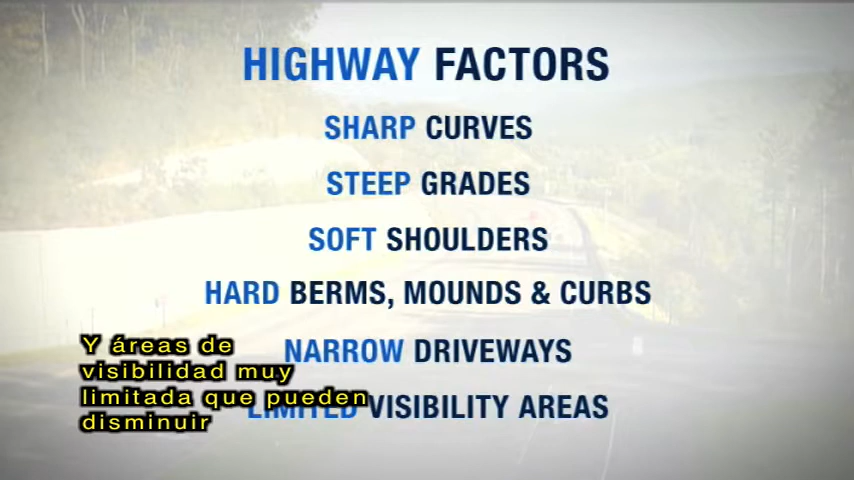 HIGHWAY FACTORS
SHARP CURVES
STEEP GRADES
SOFT SHOULDERS
HARD BERMS, MOUNDS & CURBS
NARROW DRIVEWAYS
LIMITED VISIBILITY AREAS
Y áreas de
visibilidad muy
limitada que pueden
disminuir